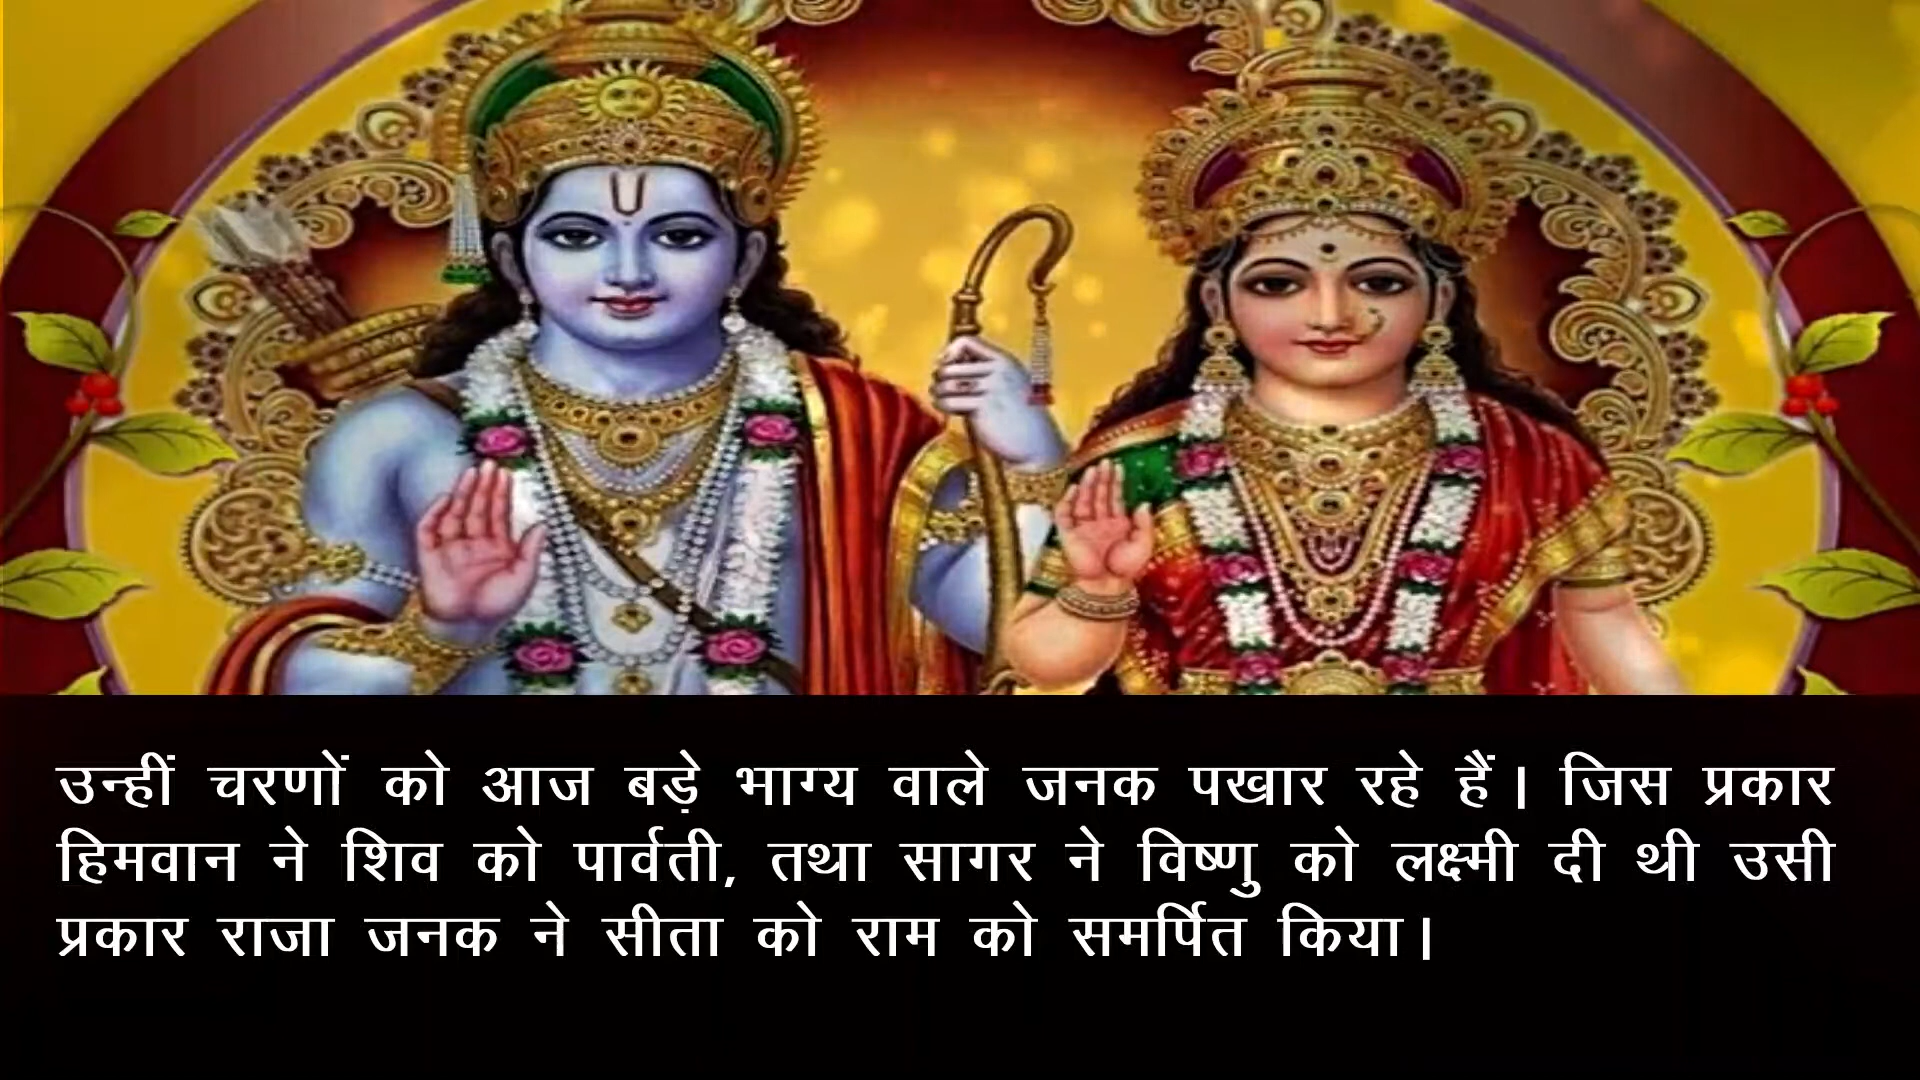 उन्हीं चरणों को आज बड़े भाग्य वाले जनक पखार रहे हैं। जिस प्रकार
हिमवान ने शिव को पार्वती, तथा सागर ने विष्णु को लक्ष्मी दी थी उसी
प्रकार राजा जनक ने सीता को राम को समर्पित किया।